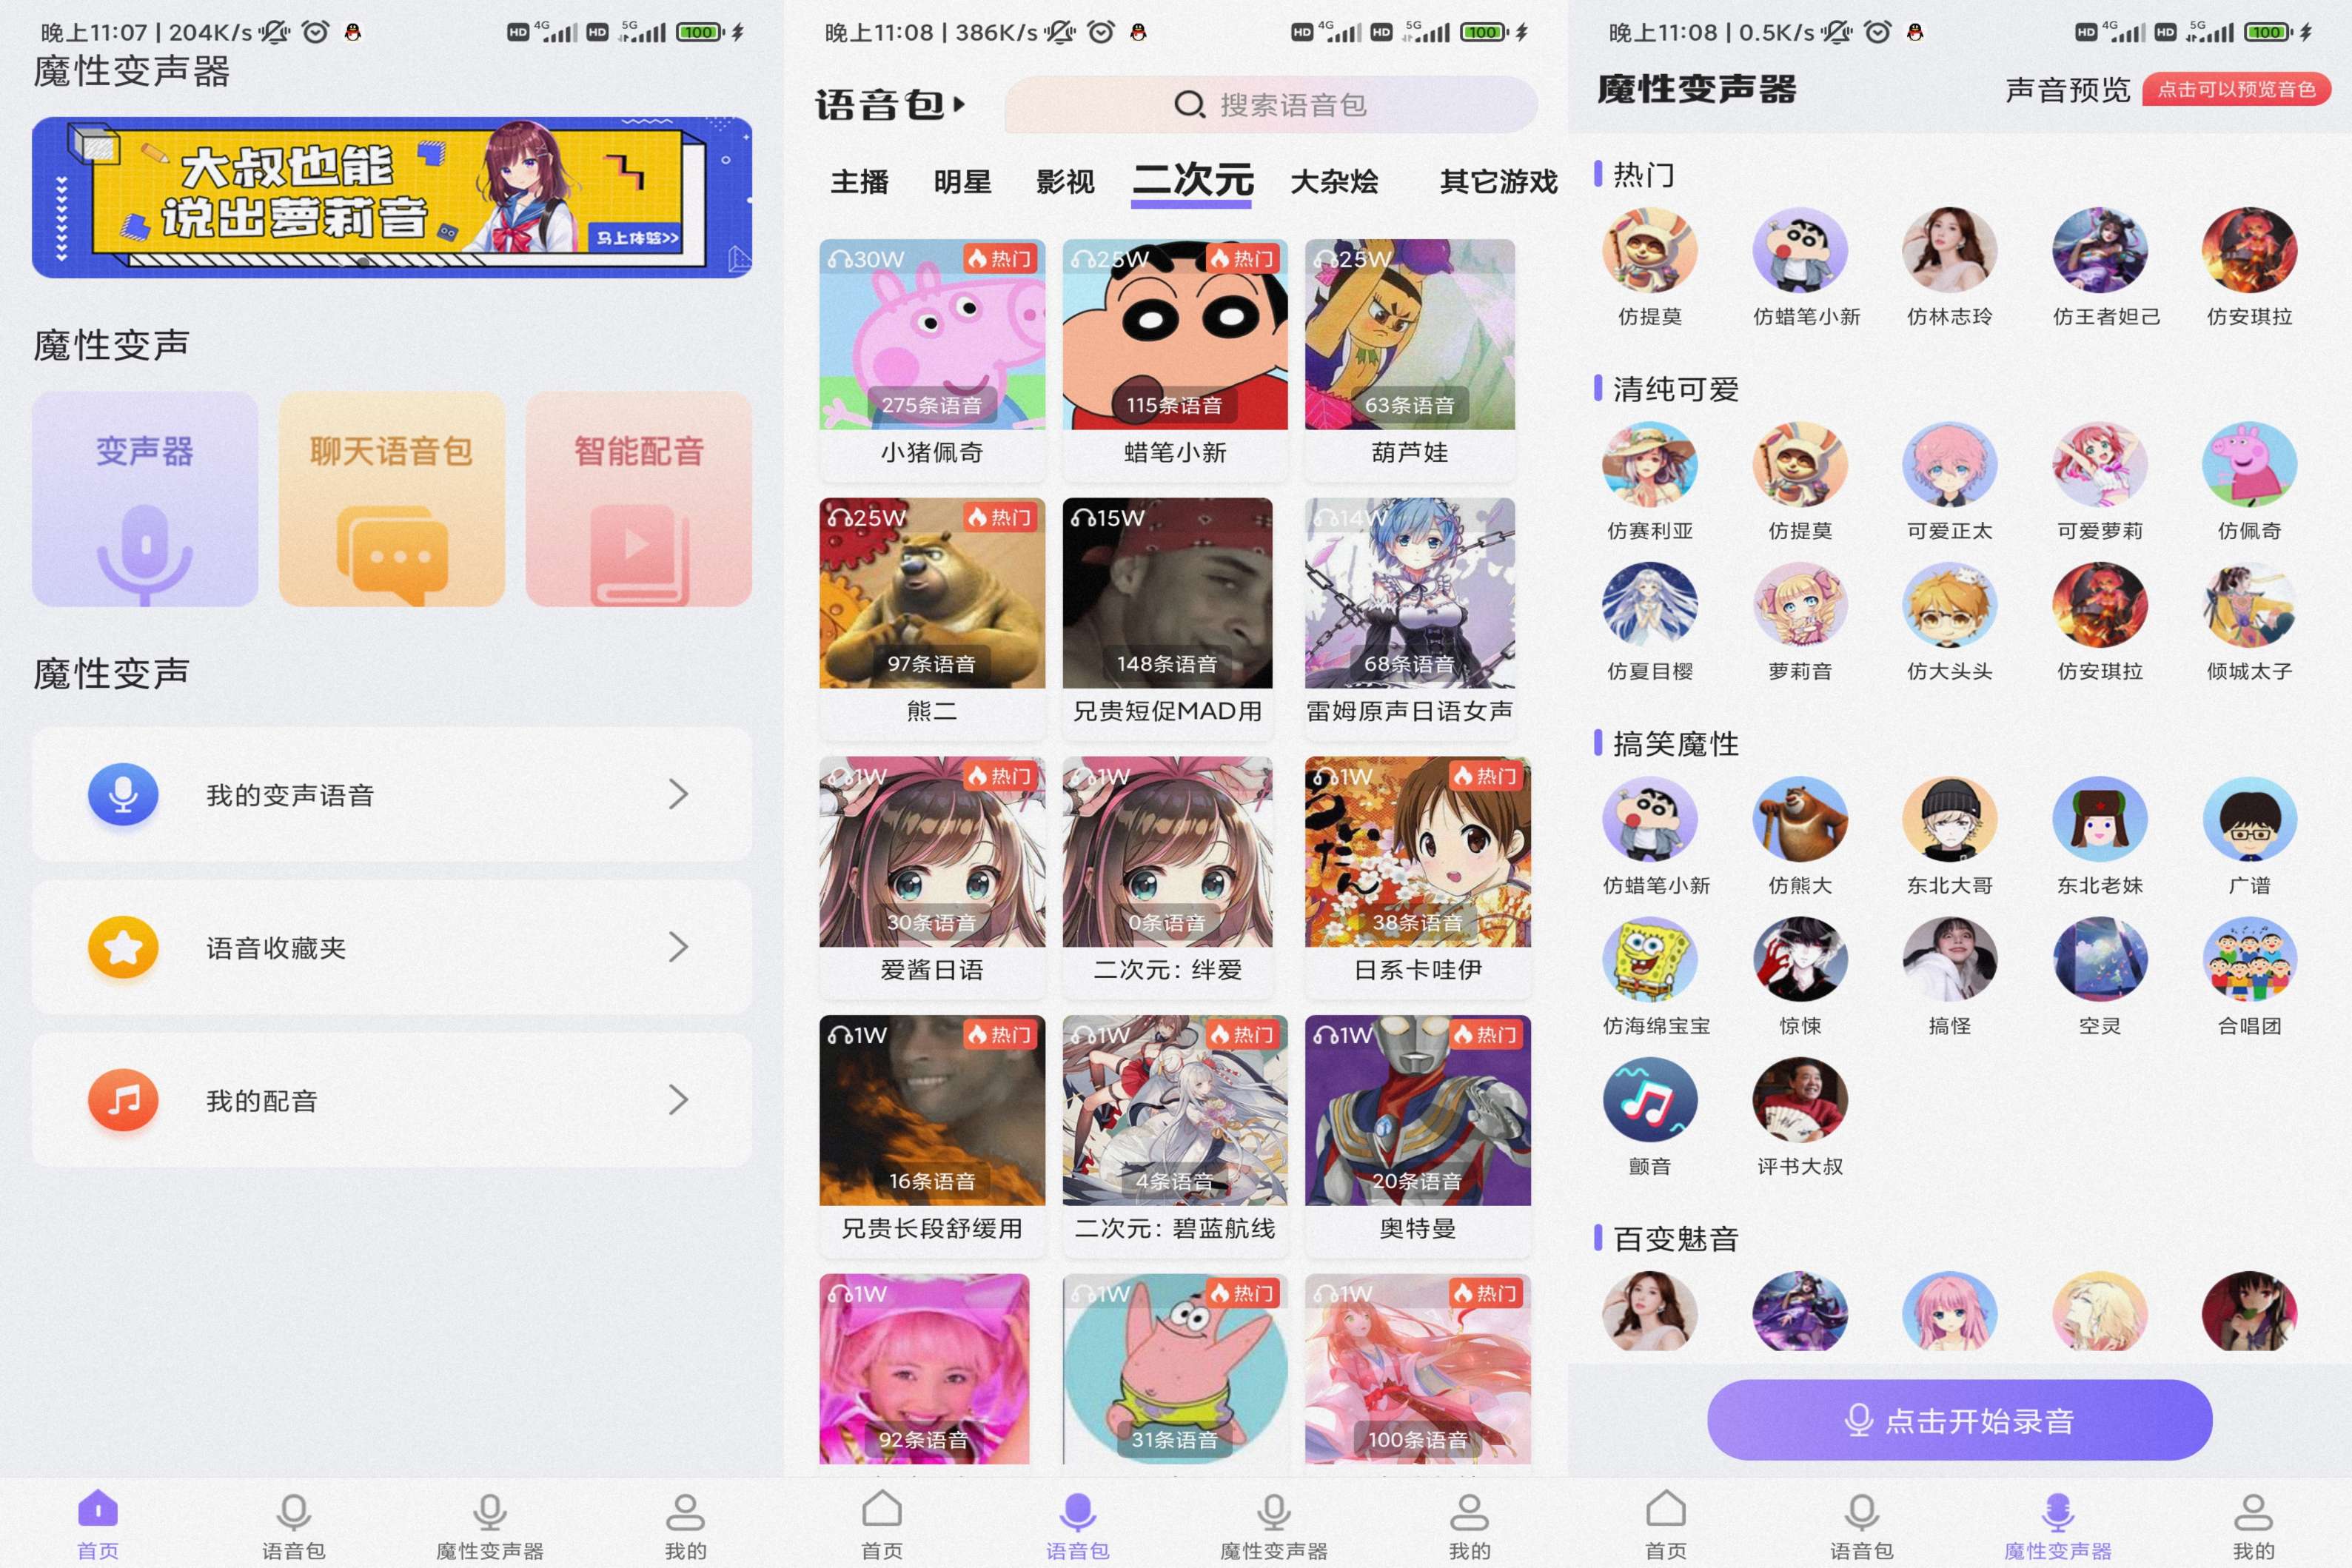 晚上11:07 | 204K/s
HD 4G HD 5G 100
魔性变声器
大叔也能
说出萝莉音
马上体验>>
魔性变声
变声器
聊天语音包
智能配音
魔性变声
我的变声语音
语音收藏夹
我的配音
首页
语音包
魔性变声器
我的
晚上11:08 | 386K/s
HD 4G HD 5G 100
语音包
搜索语音包
主播 明星 影视 二次元 大杂烩 其它游戏
30W 热门 25W 热门 25W
275条语音 115条语音 63条语音
小猪佩奇 蜡笔小新 葫芦娃
25W 热门 15W 14W
97条语音 148条语音 68条语音
熊二 兄贵短促MAD用 雷姆原声日语女声
1W 热门 1W 1W 热门
30条语音 0条语音 38条语音
爱酱日语 二次元：绊爱 日系卡哇伊
1W 热门 1W 热门 1W 热门
16条语音 4条语音 20条语音
兄贵长段舒缓用 二次元：碧蓝航线 奥特曼
1W 1W 热门 1W 热门
92条语音 31条语音 100条语音
首页 语音包 魔性变声器 我的
晚上11:08 | 0.5K/s
HD 4G HD 5G 100
魔性变声器
声音预览 点击可以预览音色
热门
仿提莫 仿蜡笔小新 仿林志玲 仿王者妲己 仿安琪拉
清纯可爱
仿赛利亚 仿提莫 可爱正太 可爱萝莉 仿佩奇
仿夏目樱 萝莉音 仿大头头 仿安琪拉 倾城太子
搞笑魔性
仿蜡笔小新 仿熊大 东北大哥 东北老妹 广谱
仿海绵宝宝 惊悚 搞怪 空灵 合唱团
颤音 评书大叔
百变魅音
点击开始录音
首页 语音包 魔性变声器 我的